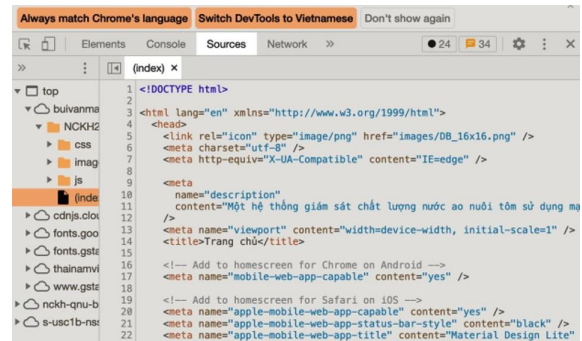 Always match Chrome's language Switch DevTools to Vietnamese Don't show again
Elements Console Sources Network » 24 34
» (index) ×
top
buivanma
NCKH2
css
imag
js
(inde
cdnjs.clou
fonts.goo
fonts.gsta
thainamvi
www.gsta
nckh-qnu-b
s-usc1b-nss
1 <!DOCTYPE html>
2
3 <html lang="en" xmlns="http://www.w3.org/1999/html">
4 <head>
5 <link rel="icon" type="image/png" href="images/DB_16x16.png" />
6 <meta charset="utf-8" />
7 <meta http-equiv="X-UA-Compatible" content="IE=edge" />
8
9 <meta
10 name="description"
11 content="Một hệ thống giám sát chất lượng nước ao nuôi tôm sử dụng mạ
12 />
13 <meta name="viewport" content="width=device-width, initial-scale=1" />
14 <title>Trang chủ</title>
15
16 <!-- Add to homescreen for Chrome on Android -->
17 <meta name="mobile-web-app-capable" content="yes" />
18
19 <!-- Add to homescreen for Safari on iOS -->
20 <meta name="apple-mobile-web-app-capable" content="yes" />
21 <meta name="apple-mobile-web-app-status-bar-style" content="black" />
22 <meta name="apple-mobile-web-app-title" content="Material Design Lite"